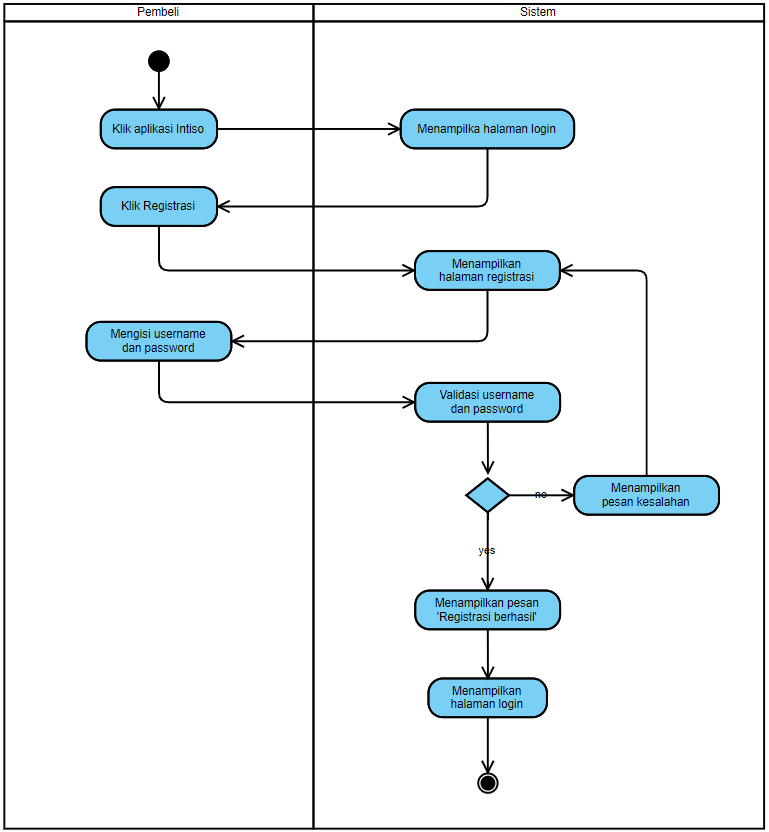 Pembeli
Sistem
Klik aplikasi Intiso
Menampilka halaman login
Klik Registrasi
Menampilkan
halaman registrasi
Mengisi username
dan password
Validasi username
dan password
no
Menampilkan
pesan kesalahan
yes
Menampilkan pesan
'Registrasi berhasil'
Menampilkan
halaman login